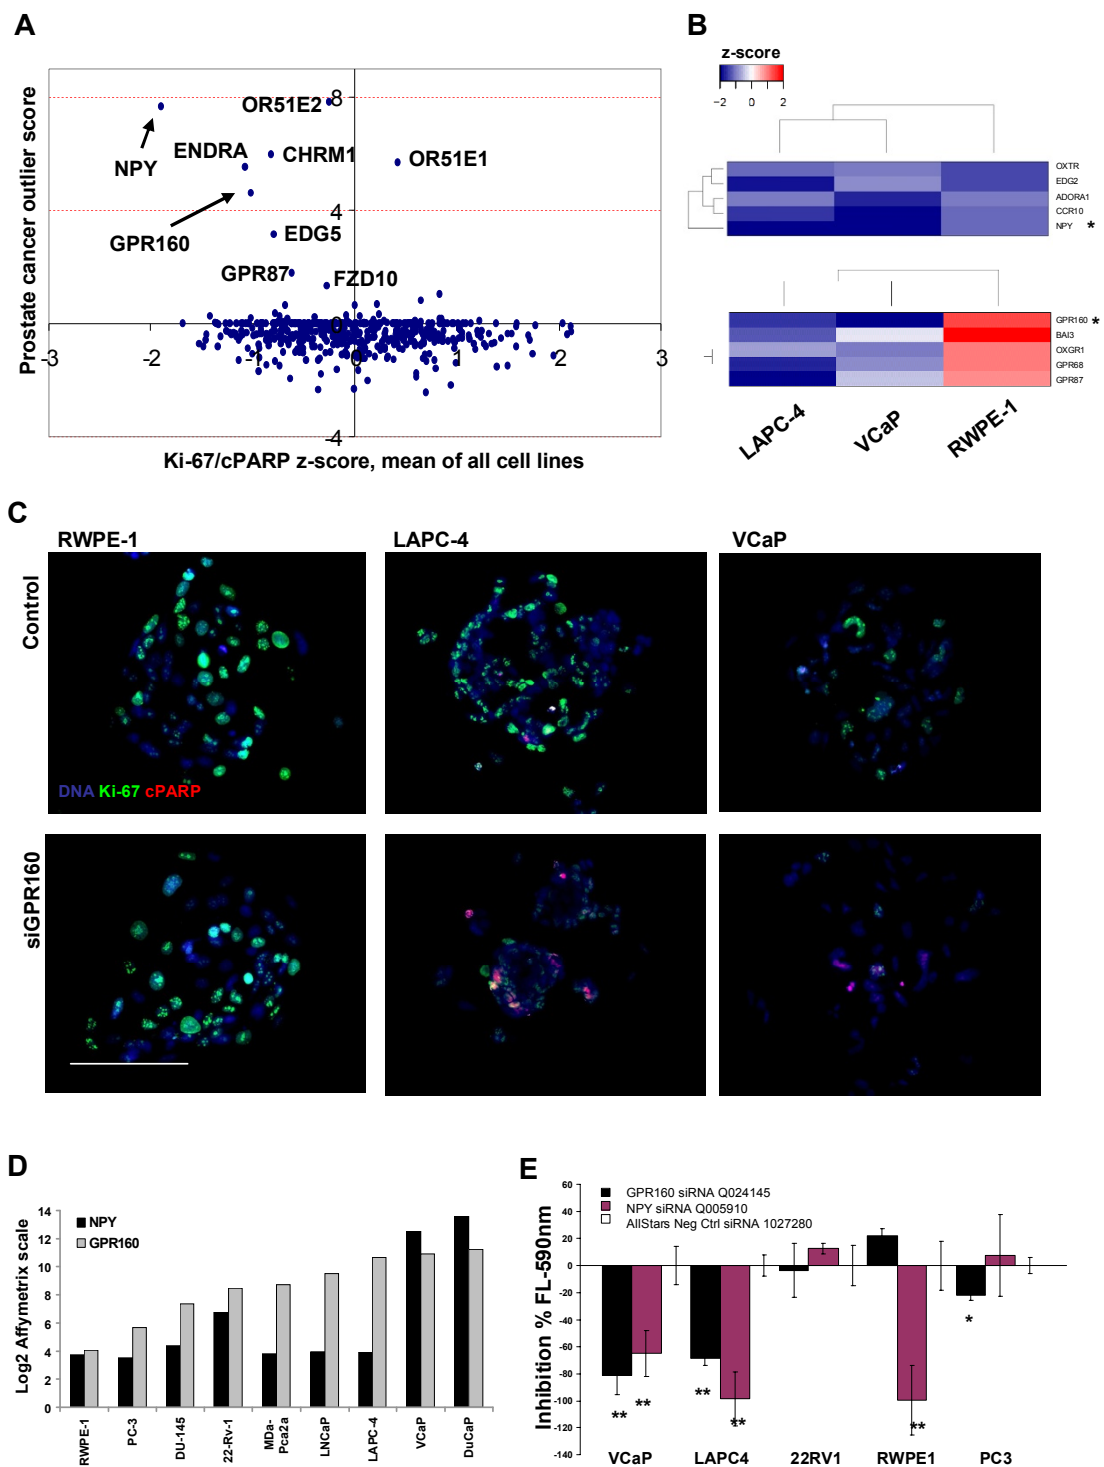 A
Prostate cancer outlier score
8
4
0
-4
-3
-2
-1
0
1
2
3
OR51E2
NPY
ENDRA
CHRM1
OR51E1
GPR160
EDG5
GPR87
FZD10
Ki-67/cPARP z-score, mean of all cell lines
B
z-score
-2 0 2
OXTR
EDG2
ADORA1
CCR10
NPY *
GPR160 *
BAI3
OXGR1
GPR68
GPR87
LAPC-4
VCaP
RWPE-1
C
RWPE-1
LAPC-4
VCaP
Control
DNA Ki-67 cPARP
siGPR160
D
Log2 Affymetrix scale
14
12
10
8
6
4
2
0
NPY
GPR160
RWPE-1
PC-3
DU-145
22-Rv-1
MDa-
Pca2a
LNCaP
LAPC-4
VCaP
DuCaP
E
Inhibition % FL-590nm
60
40
20
0
-20
-40
-60
-80
-100
-120
-140
GPR160 siRNA Q024145
NPY siRNA Q005910
AllStars Neg Ctrl siRNA 1027280
**
**
**
**
**
*
VCaP
LAPC4
22RV1
RWPE1
PC3